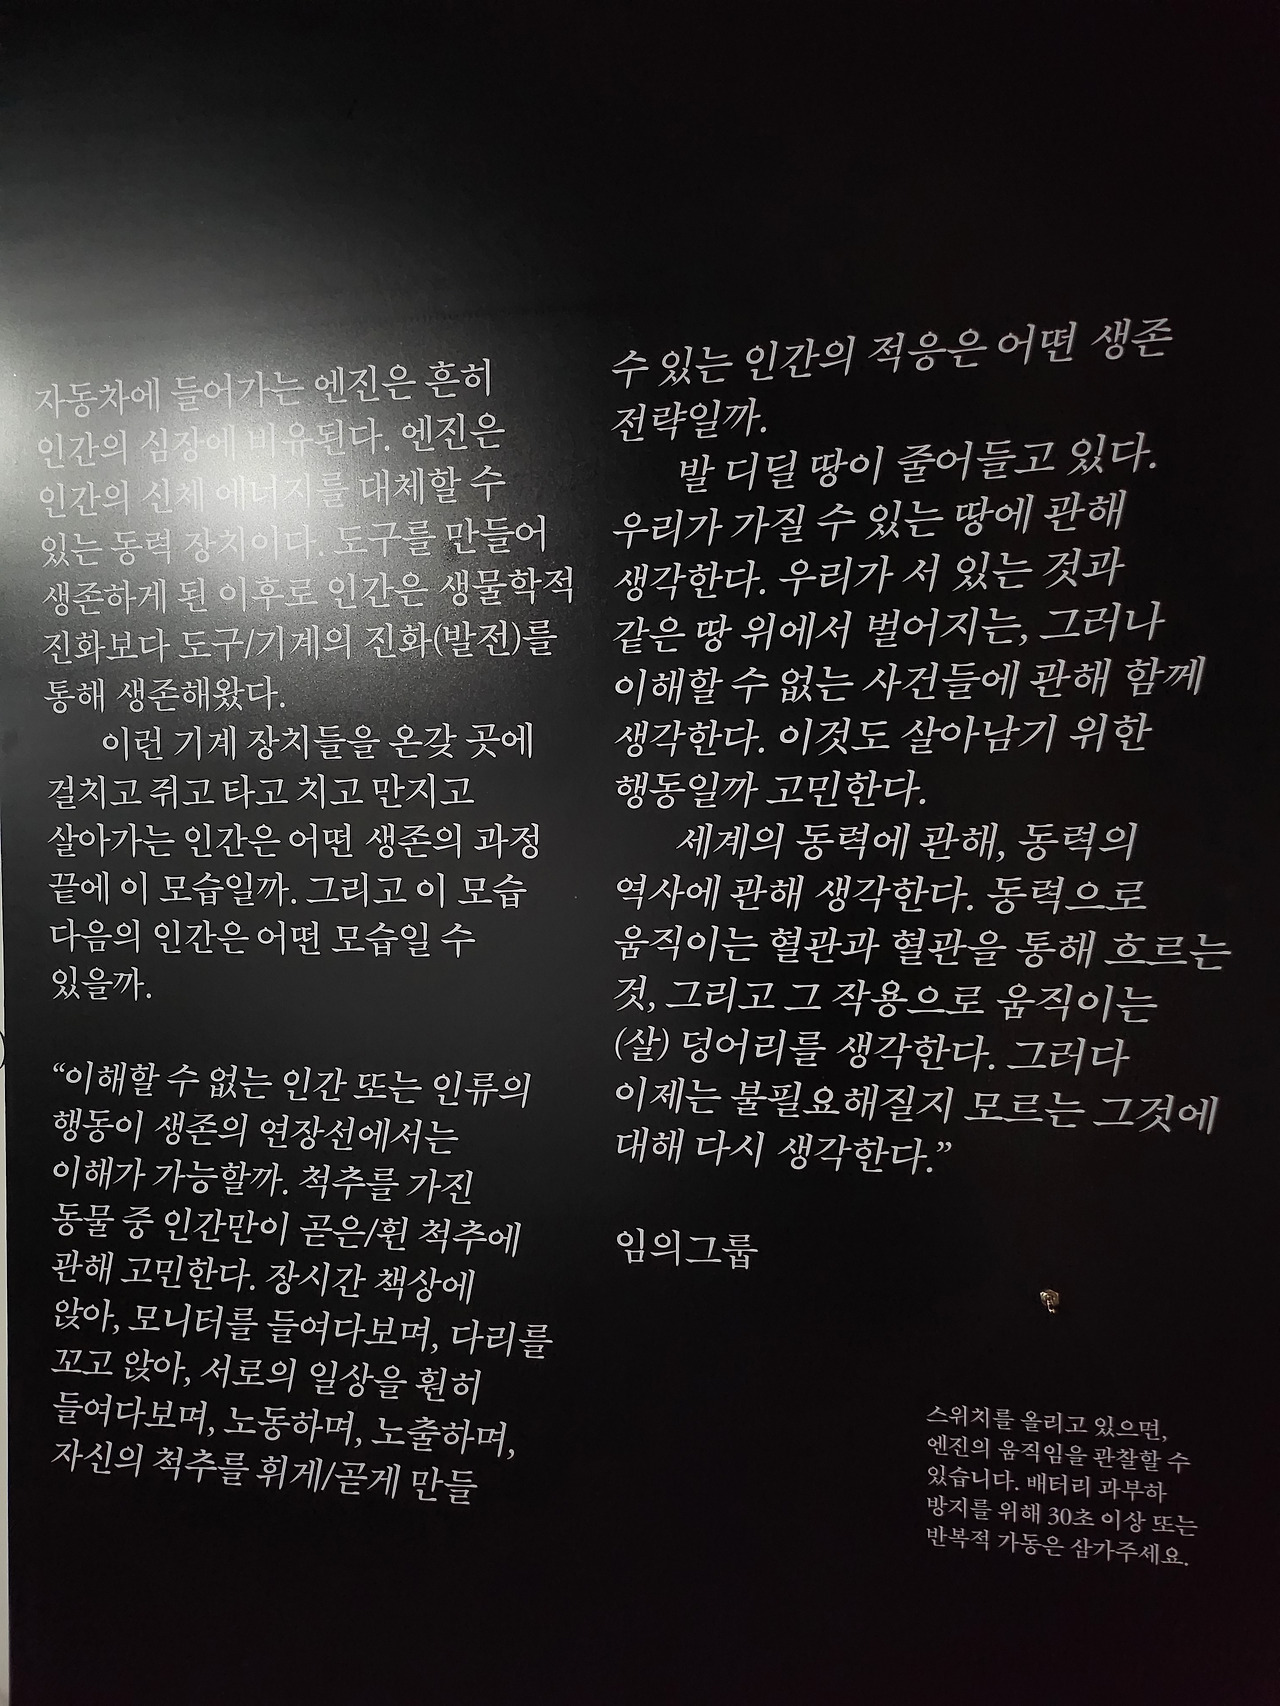 자동차에 들어가는 엔진은 흔히
인간의 심장에 비유된다. 엔진은
인간의 신체 에너지를 대체할 수
있는 동력 장치이다. 도구를 만들어
생존하게 된 이후로 인간은 생물학적
진화보다 도구/기계의 진화(발전)를
통해 생존해왔다.
이런 기계 장치들을 온갖 곳에
걸치고 쥐고 타고 치고 만지고
살아가는 인간은 어떤 생존의 과정
끝에 이 모습일까. 그리고 이 모습
다음의 인간은 어떤 모습일 수
있을까.
“이해할 수 없는 인간 또는 인류의
행동이 생존의 연장선에서는
이해가 가능할까. 척추를 가진
동물 중 인간만이 곧은/휜 척추에
관해 고민한다. 장시간 책상에
앉아, 모니터를 들여다보며, 다리를
꼬고 앉아, 서로의 일상을 훤히
들여다보며, 노동하며, 노출하며,
자신의 척추를 휘게/곧게 만들
수 있는 인간의 적응은 어떤 생존
전략일까.
발 디딜 땅이 줄어들고 있다.
우리가 가질 수 있는 땅에 관해
생각한다. 우리가 서 있는 것과
같은 땅 위에서 벌어지는, 그러나
이해할 수 없는 사건들에 관해 함께
생각한다. 이것도 살아남기 위한
행동일까 고민한다.
세계의 동력에 관해, 동력의
역사에 관해 생각한다. 동력으로
움직이는 혈관과 혈관을 통해 흐르는
것, 그리고 그 작용으로 움직이는
(살) 덩어리를 생각한다. 그러다
이제는 불필요해질지 모르는 그것에
대해 다시 생각한다.”
임의그룹
스위치를 올리고 있으면,
엔진의 움직임을 관찰할 수
있습니다. 배터리 과부하
방지를 위해 30초 이상 또는
반복적 가동은 삼가주세요.